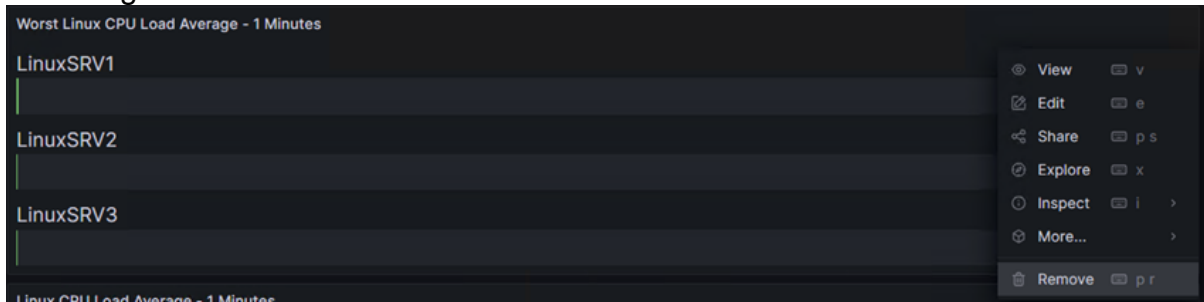 Worst Linux CPU Load Average - 1 Minutes
LinuxSRV1
LinuxSRV2
LinuxSRV3
View v
Edit e
Share p s
Explore x
Inspect i >
More... >
Remove p r
Linux CPU Load Average - 1 Minutes